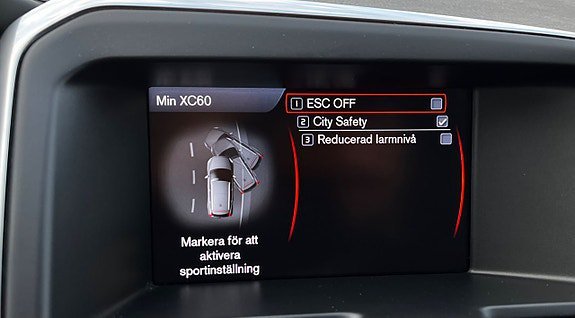 Min XC60
1 ESC OFF
2 City Safety
3 Reducerad larmnivå
Markera för att
aktivera
sportinställning